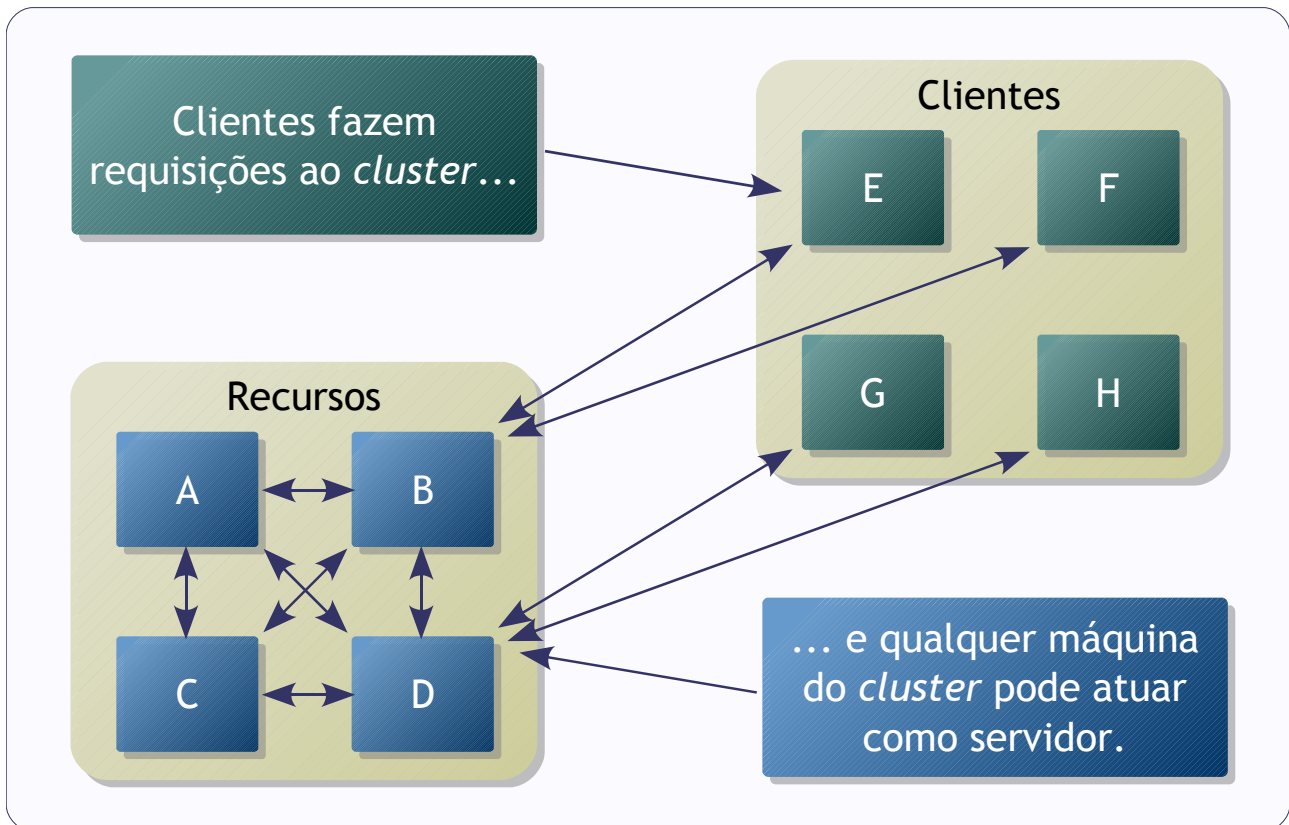 Clientes fazem
requisições ao cluster...
Clientes
E
F
G
H
Recursos
A
B
C
D
... e qualquer máquina
do cluster pode atuar
como servidor.